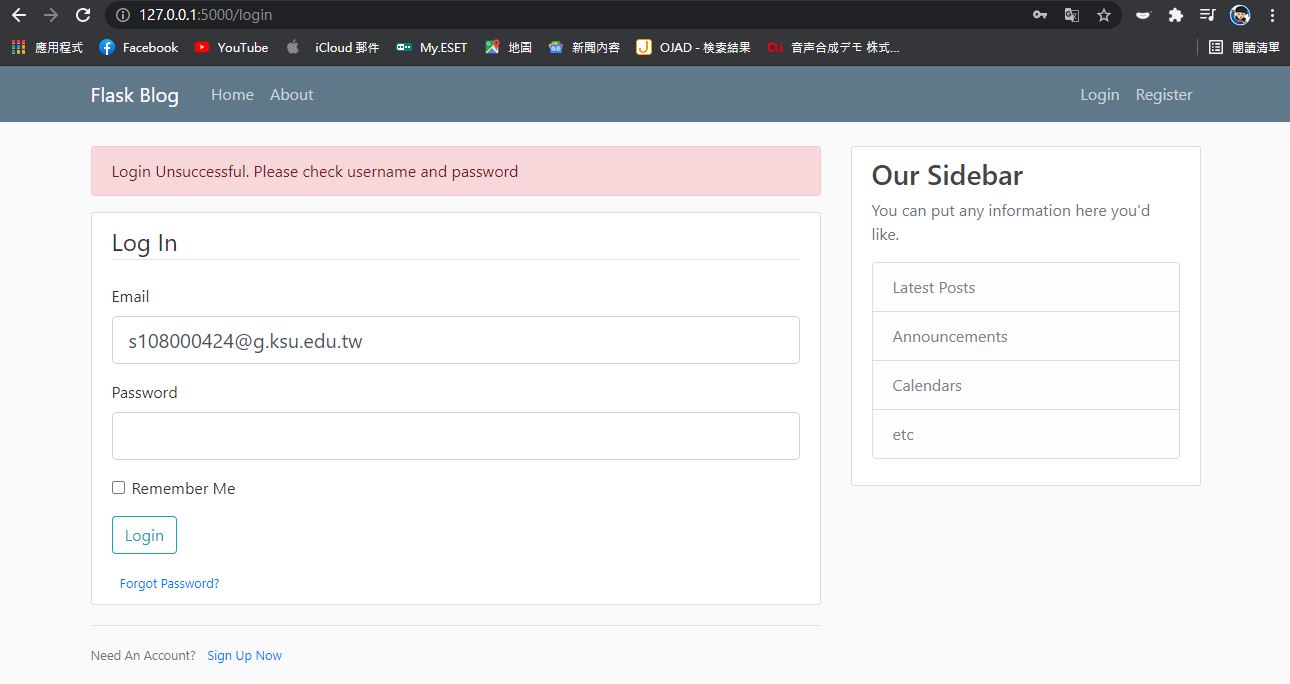 127.0.0.1:5000/login
應用程式 Facebook YouTube iCloud 郵件 My.ESET 地圖 新聞內容 OJAD - 検索結果 音声合成デモ 株式... 閱讀清單
Flask Blog Home About Login Register
Login Unsuccessful. Please check username and password
Log In
Email
s108000424@g.ksu.edu.tw
Password
Remember Me
Login
Forgot Password?
Need An Account? Sign Up Now
Our Sidebar
You can put any information here you'd
like.
Latest Posts
Announcements
Calendars
etc